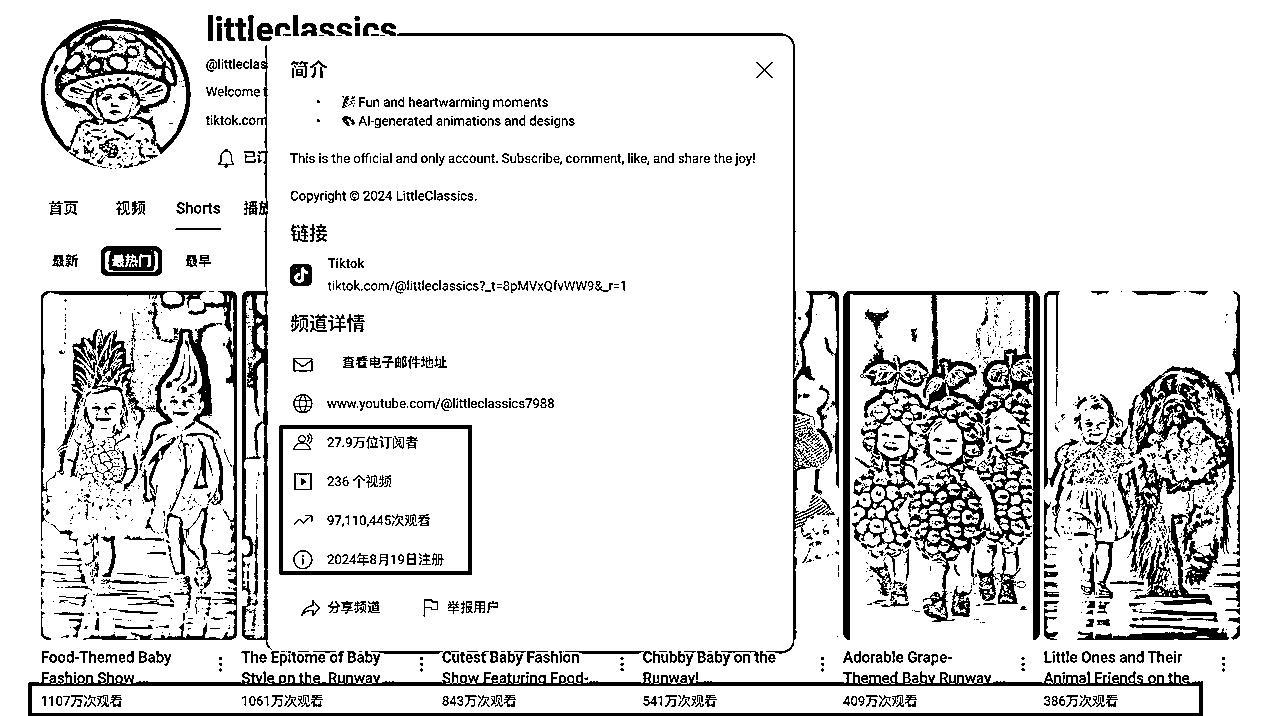 littleclassics
@littleclas
Welcome t
tiktok.com
已订
首页
视频
Shorts
播放
最新
最热门
最早
简介
🎉 Fun and heartwarming moments
AI-generated animations and designs
This is the official and only account. Subscribe, comment, like, and share the joy!
Copyright © 2024 LittleClassics.
链接
Tiktok
tiktok.com/@littleclassics?_t=8pMVxQfvWW9&_r=1
频道详情
查看电子邮件地址
www.youtube.com/@littleclassics7988
27.9万位订阅者
236 个视频
97,110,445次观看
2024年8月19日注册
分享频道
举报用户
Food-Themed Baby
Fashion Show ...
1107万次观看
The Epitome of Baby
Style on the Runway ...
1061万次观看
Cutest Baby Fashion
Show Featuring Food-...
843万次观看
Chubby Baby on the
Runway! ...
541万次观看
Adorable Grape-
Themed Baby Runway ...
409万次观看
Little Ones and Their
Animal Friends on the ...
386万次观看